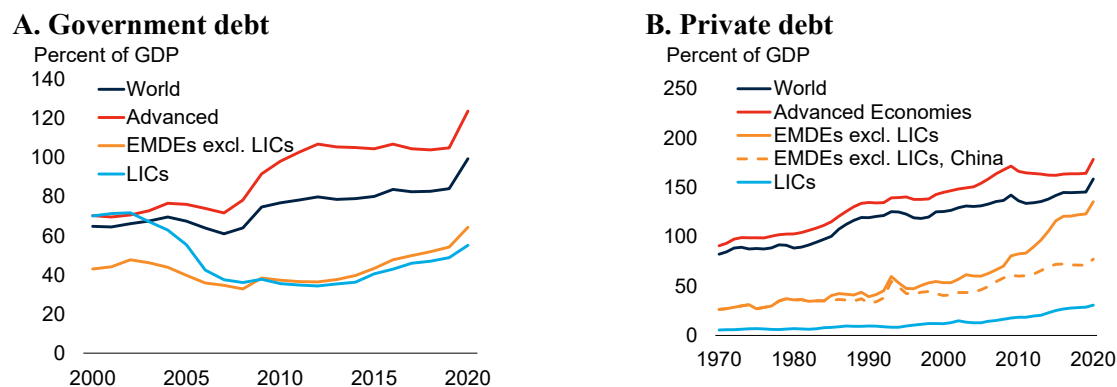 A. Government debt
Percent of GDP
140
120
100
80
60
40
20
0
World
Advanced
EMDEs excl. LICs
LICs
2000 2005 2010 2015 2020
B. Private debt
Percent of GDP
250
200
150
100
50
0
World
Advanced Economies
EMDEs excl. LICs
EMDEs excl. LICs, China
LICs
1970 1980 1990 2000 2010 2020